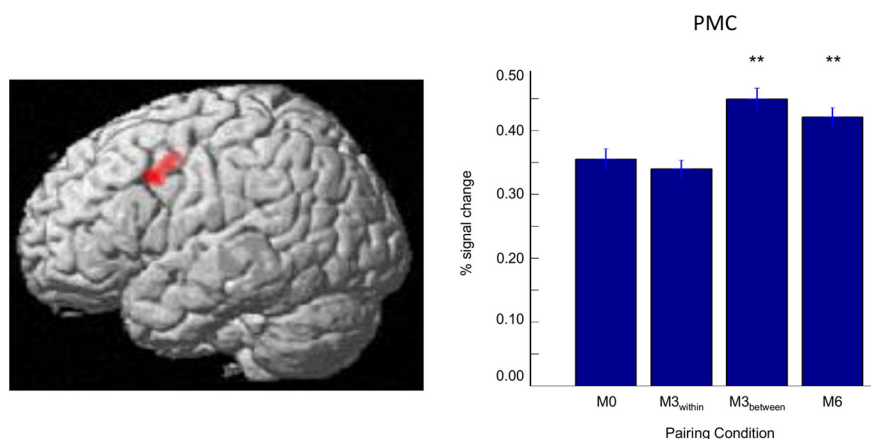 PMC
** **
0.50
0.40
0.30
0.20
0.10
0.00
% signal change
M0 M3within M3between M6
Pairing Condition